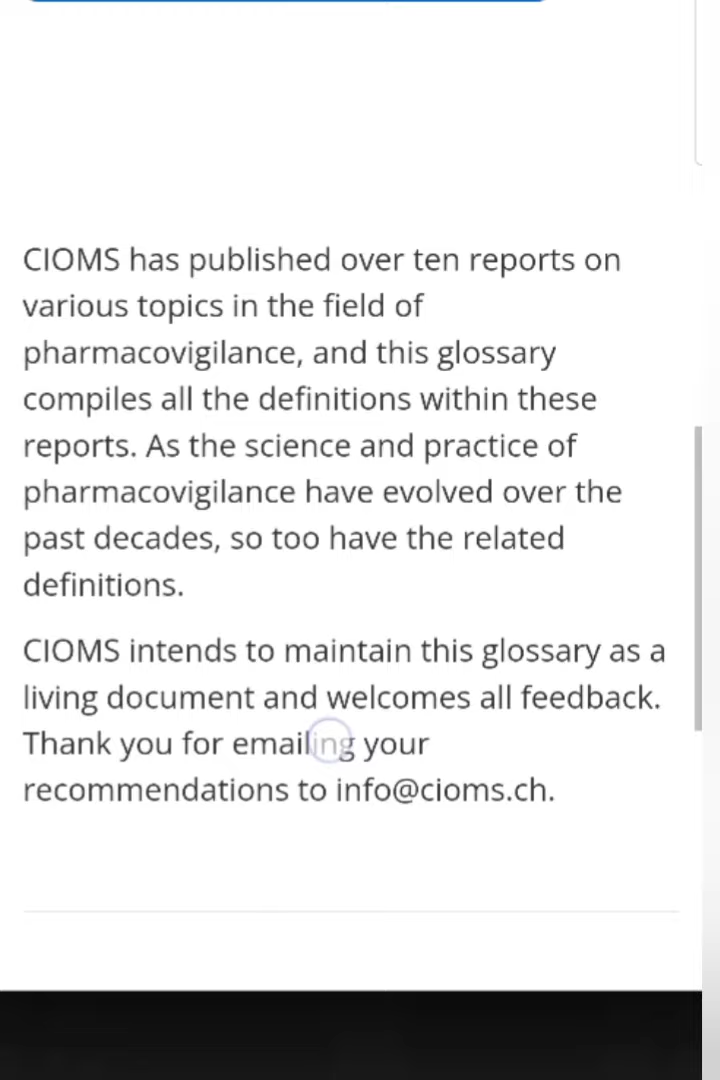 CIOMS has published over ten reports on
various topics in the field of
pharmacovigilance, and this glossary
compiles all the definitions within these
reports. As the science and practice of
pharmacovigilance have evolved over the
past decades, so too have the related
definitions.
CIOMS intends to maintain this glossary as a
living document and welcomes all feedback.
Thank you for emailing your
recommendations to info@cioms.ch.